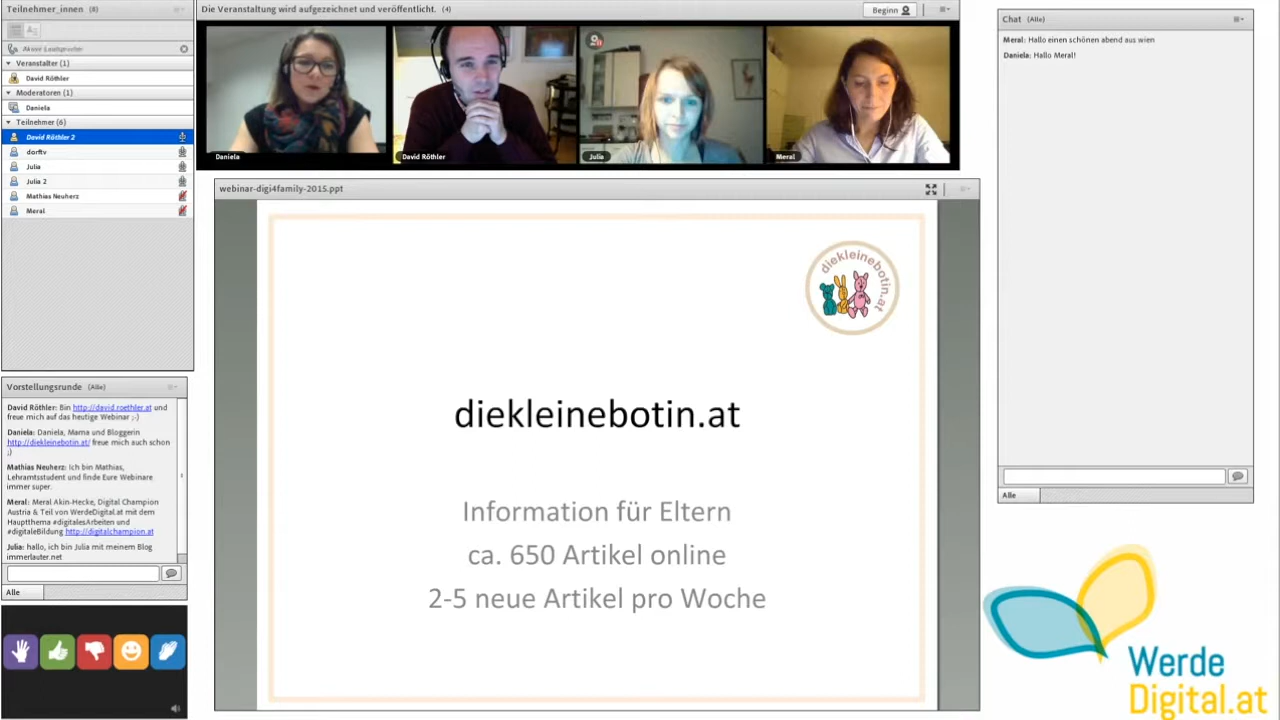 Teilnehmer_innen (8)
Aktive Lautsprecher
Veranstalter (1)
David Röthler
Moderatoren (1)
Daniela
Teilnehmer (6)
David Röthler 2
dorftv
Julia
Julia 2
Mathias Neuherz
Meral
Die Veranstaltung wird aufgezeichnet und veröffentlicht. (4)
Beginn
Daniela
David Röthler
Julia
Meral
webinar-digi4family-2015.ppt
diekleinebotin.at
diekleinebotin.at
Information für Eltern
ca. 650 Artikel online
2-5 neue Artikel pro Woche
Vorstellungsrunde (Alle)
David Röthler: Bin http://david.roethler.at und
freue mich auf das heutige Webinar ;-)
Daniela: Daniela, Mama und Bloggerin
http://diekleinebotin.at/ freue mich auch schon
;)
Mathias Neuherz: Ich bin Mathias,
Lehramtsstudent und finde Eure Webinare
immer super.
Meral: Meral Akin-Hecke, Digital Champion
Austria & Teil von WerdeDigital.at mit dem
Hauptthema #digitalesArbeiten und
#digitaleBildung http://digitalchampion.at
Julia: hallo, ich bin Julia mit meinem Blog
immerlauter.net
Alle
Chat (Alle)
Meral: Hallo einen schönen abend aus wien
Daniela: Hallo Meral!
Alle
Werde
Digital.at